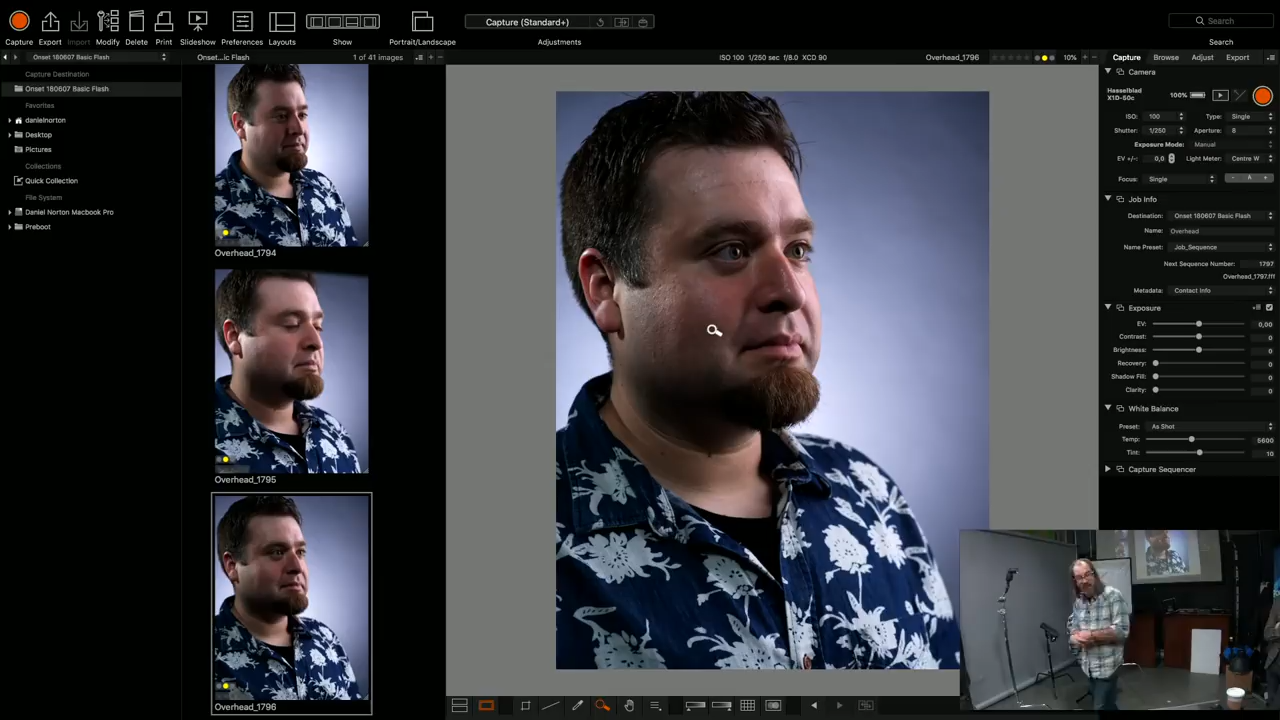 Capture
Export
Import
Modify
Delete
Print
Slideshow
Preferences
Layouts
Show
Portrait/Landscape
Capture (Standard+)
Adjustments
Search
Search
Onset 180607 Basic Flash
Onset...ic Flash
1 of 41 images
ISO 100 1/250 sec f/8.0 XCD 90
Overhead_1796
10%
Capture
Browse
Adjust
Export
Capture Destination
Onset 180607 Basic Flash
Favorites
danielnorton
Desktop
Pictures
Collections
Quick Collection
File System
Daniel Norton Macbook Pro
Preboot
Overhead_1794
Overhead_1795
Overhead_1796
Camera
Hasselblad
X1D-50c
100%
ISO: 100
Type: Single
Shutter: 1/250
Aperture: 8
Exposure Mode: Manual
EV +/-: 0,0
Light Meter: Centre W
Focus: Single
- A +
Job Info
Destination: Onset 180607 Basic Flash
Name: Overhead
Name Preset: Job_Sequence
Next Sequence Number: 1797
Overhead_1797.fff
Metadata: Contact Info
Exposure
EV: 0,00
Contrast: 0
Brightness: 0
Recovery: 0
Shadow Fill: 0
Clarity: 0
White Balance
Preset: As Shot
Temp: 5600
Tint: 10
Capture Sequencer